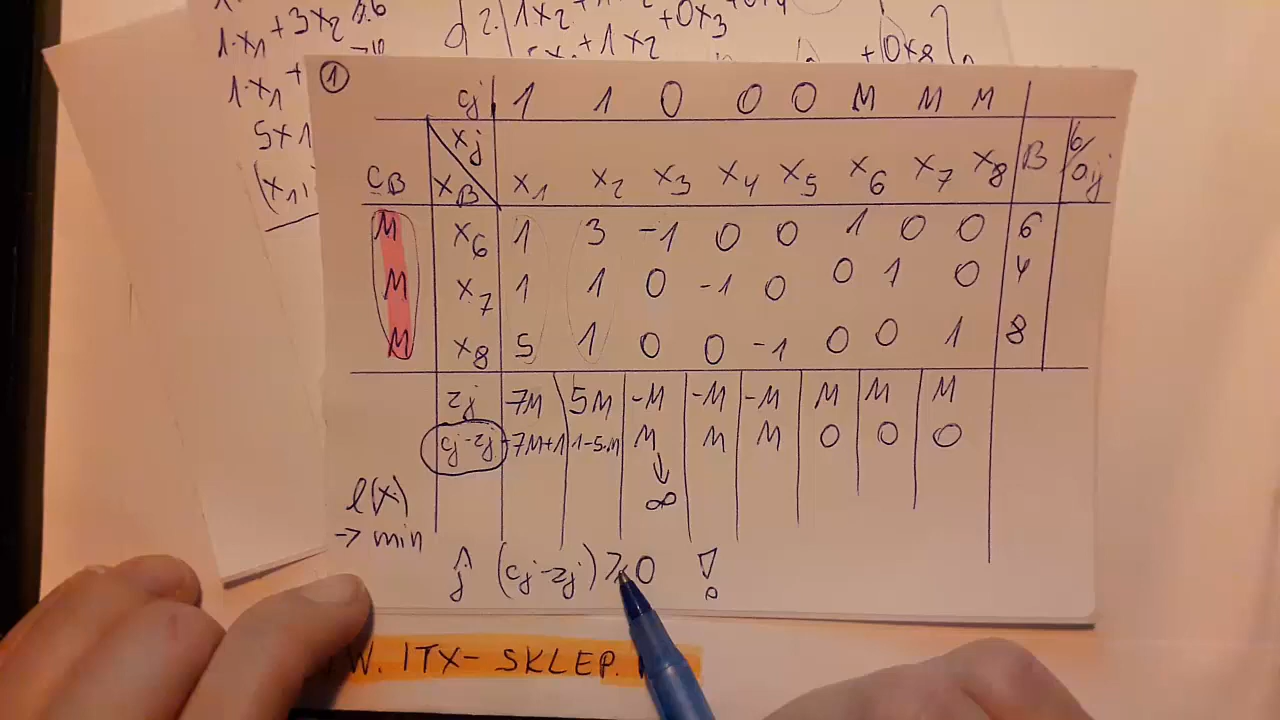 1·x₁+3x₂
1·x₁+
5x1
d 2. 1x₂
+0x₃
+1x₂
+0x₈
①
cj 1 1 0 0 0 M M M
CB xB xj x₁ x₂ x₃ x₄ x₅ x₆ x₇ x₈ B b/aij
M x₆ 1 3 -1 0 0 1 0 0 6
M x₇ 1 1 0 -1 0 0 1 0 4
M x₈ 5 1 0 0 -1 0 0 1 8
zj 7M 5M -M -M -M M M M
cj-zj -7M+1 1-5M M M M 0 0 0
↓
∞
l(x)
→ min
∧j (cj-zj) ⩾ 0 !
W. ITX-SKLEP.